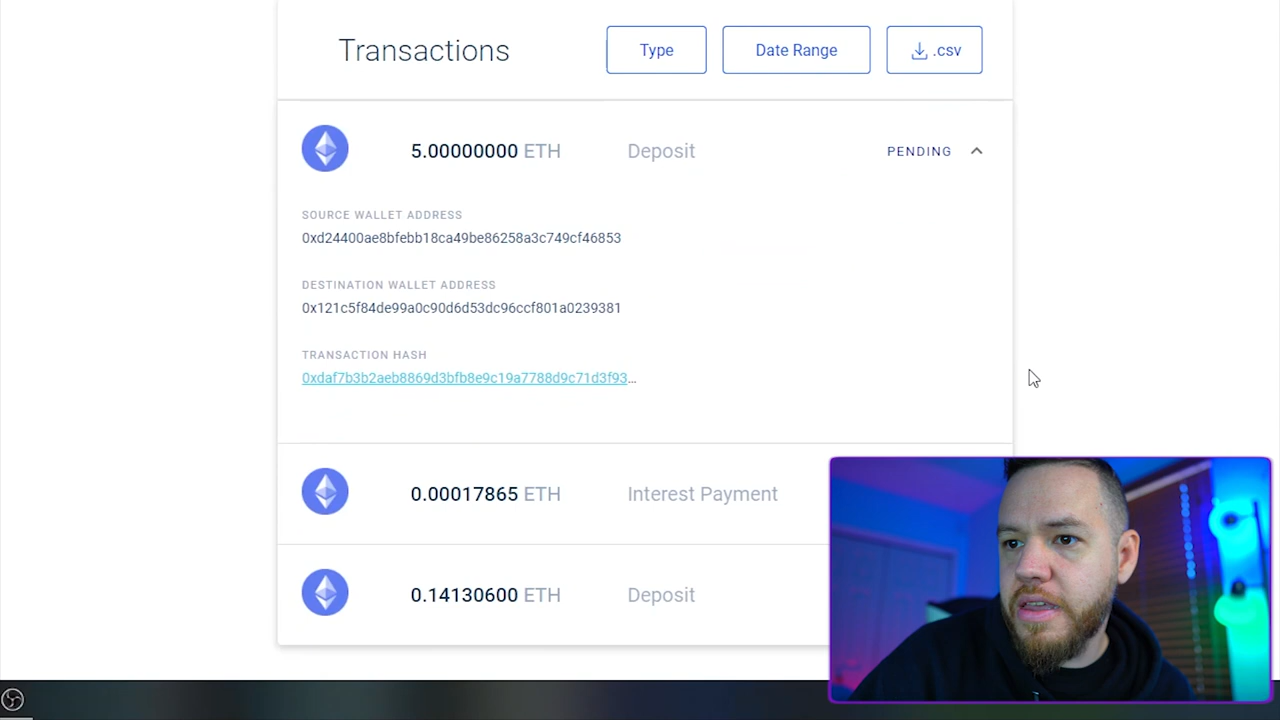 Transactions
Type
Date Range
.csv
5.00000000 ETH
Deposit
PENDING
SOURCE WALLET ADDRESS
0xd24400ae8bfebb18ca49be86258a3c749cf46853
DESTINATION WALLET ADDRESS
0x121c5f84de99a0c90d6d53dc96ccf801a0239381
TRANSACTION HASH
0xdaf7b3b2aeb8869d3bfb8e9c19a7788d9c71d3f93...
0.00017865 ETH
Interest Payment
0.14130600 ETH
Deposit